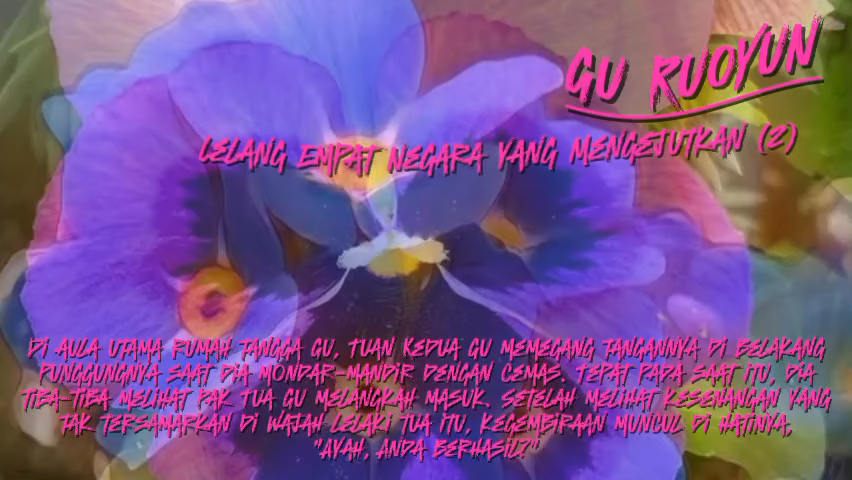 GU RUOYUN
LELANG EMPAT NEGARA YANG MENGEJUTKAN (2)
DI AULA UTAMA RUMAH TANGGA GU, TUAN KEDUA GU MEMEGANG TANGANNYA DI BELAKANG
PUNGGUNGNYA SAAT DIA MONDAR-MANDIR DENGAN CEMAS. TEPAT PADA SAAT ITU, DIA
TIBA-TIBA MELIHAT PAK TUA GU MELANGKAH MASUK. SETELAH MELIHAT KESENANGAN YANG
TAK TERSAMARKAN DI WAJAH LELAKI TUA ITU, KEGEMBIRAAN MUNCUL DI HATINYA,
"AYAH, ANDA BERHASIL?"